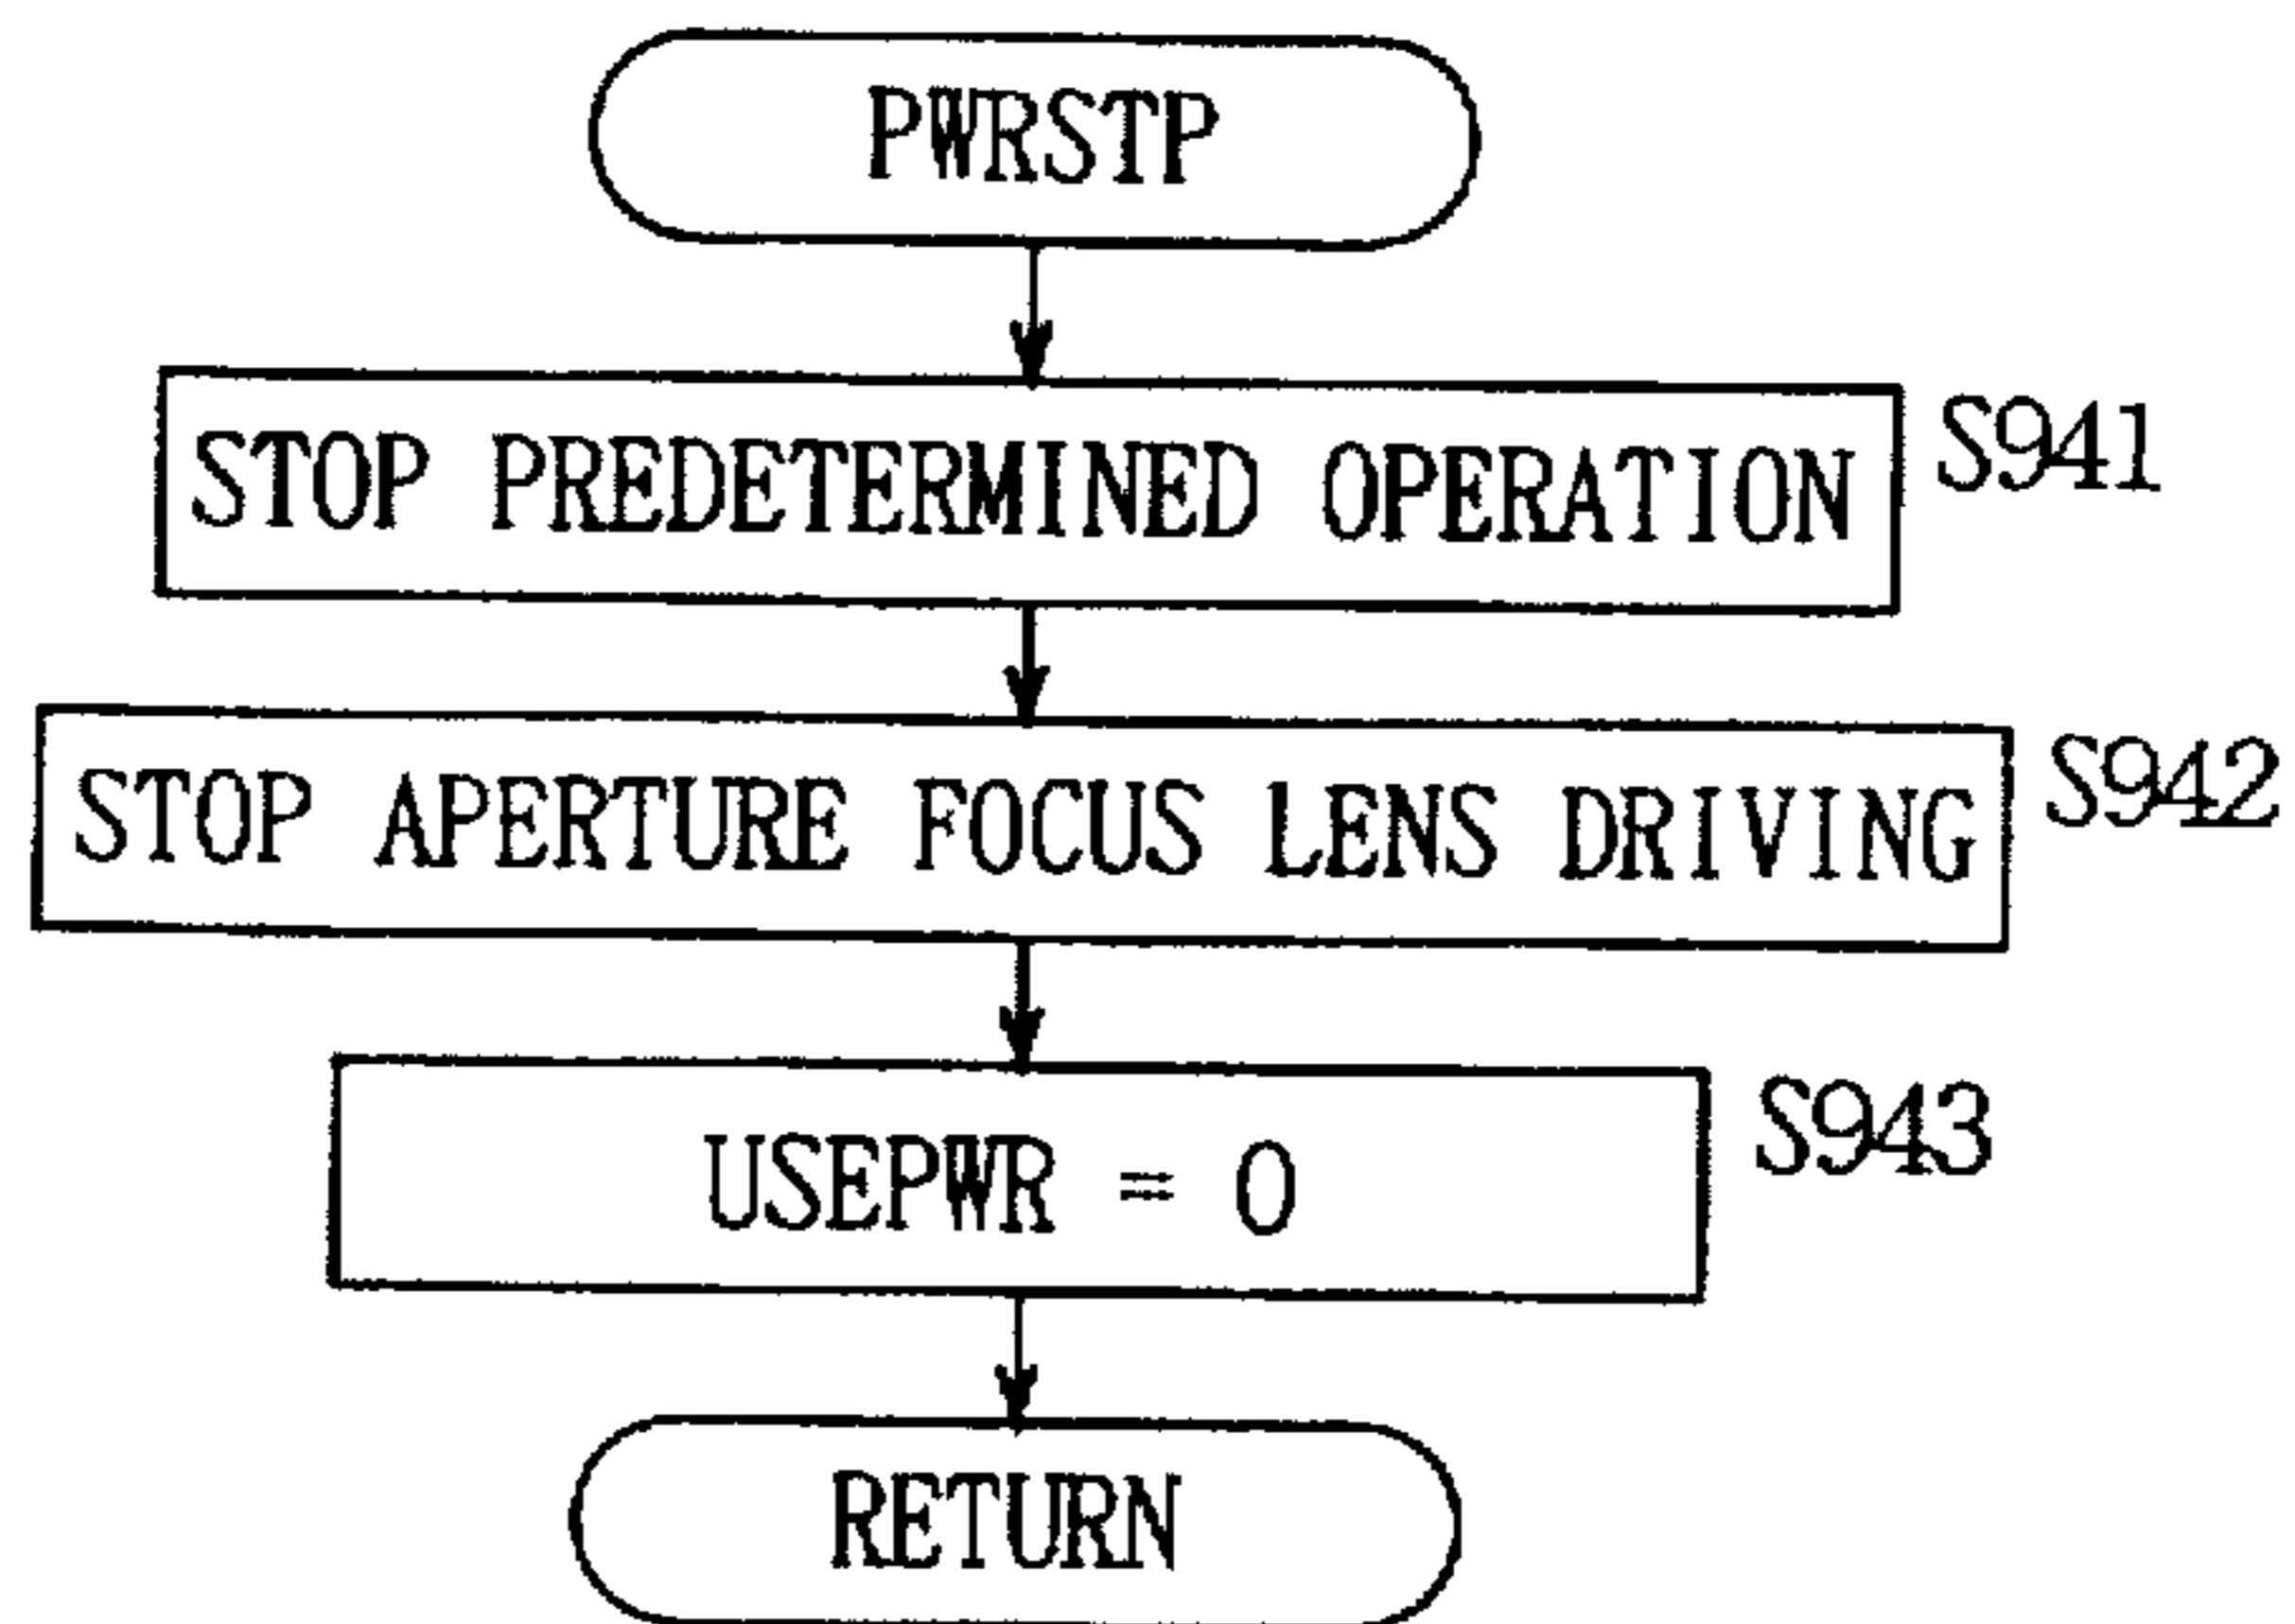 PWRSTP
STOP PREDETERMINED OPERATION S941
STOP APERTURE FOCUS LENS DRIVING S942
USEPWR = 0 S943
RETURN